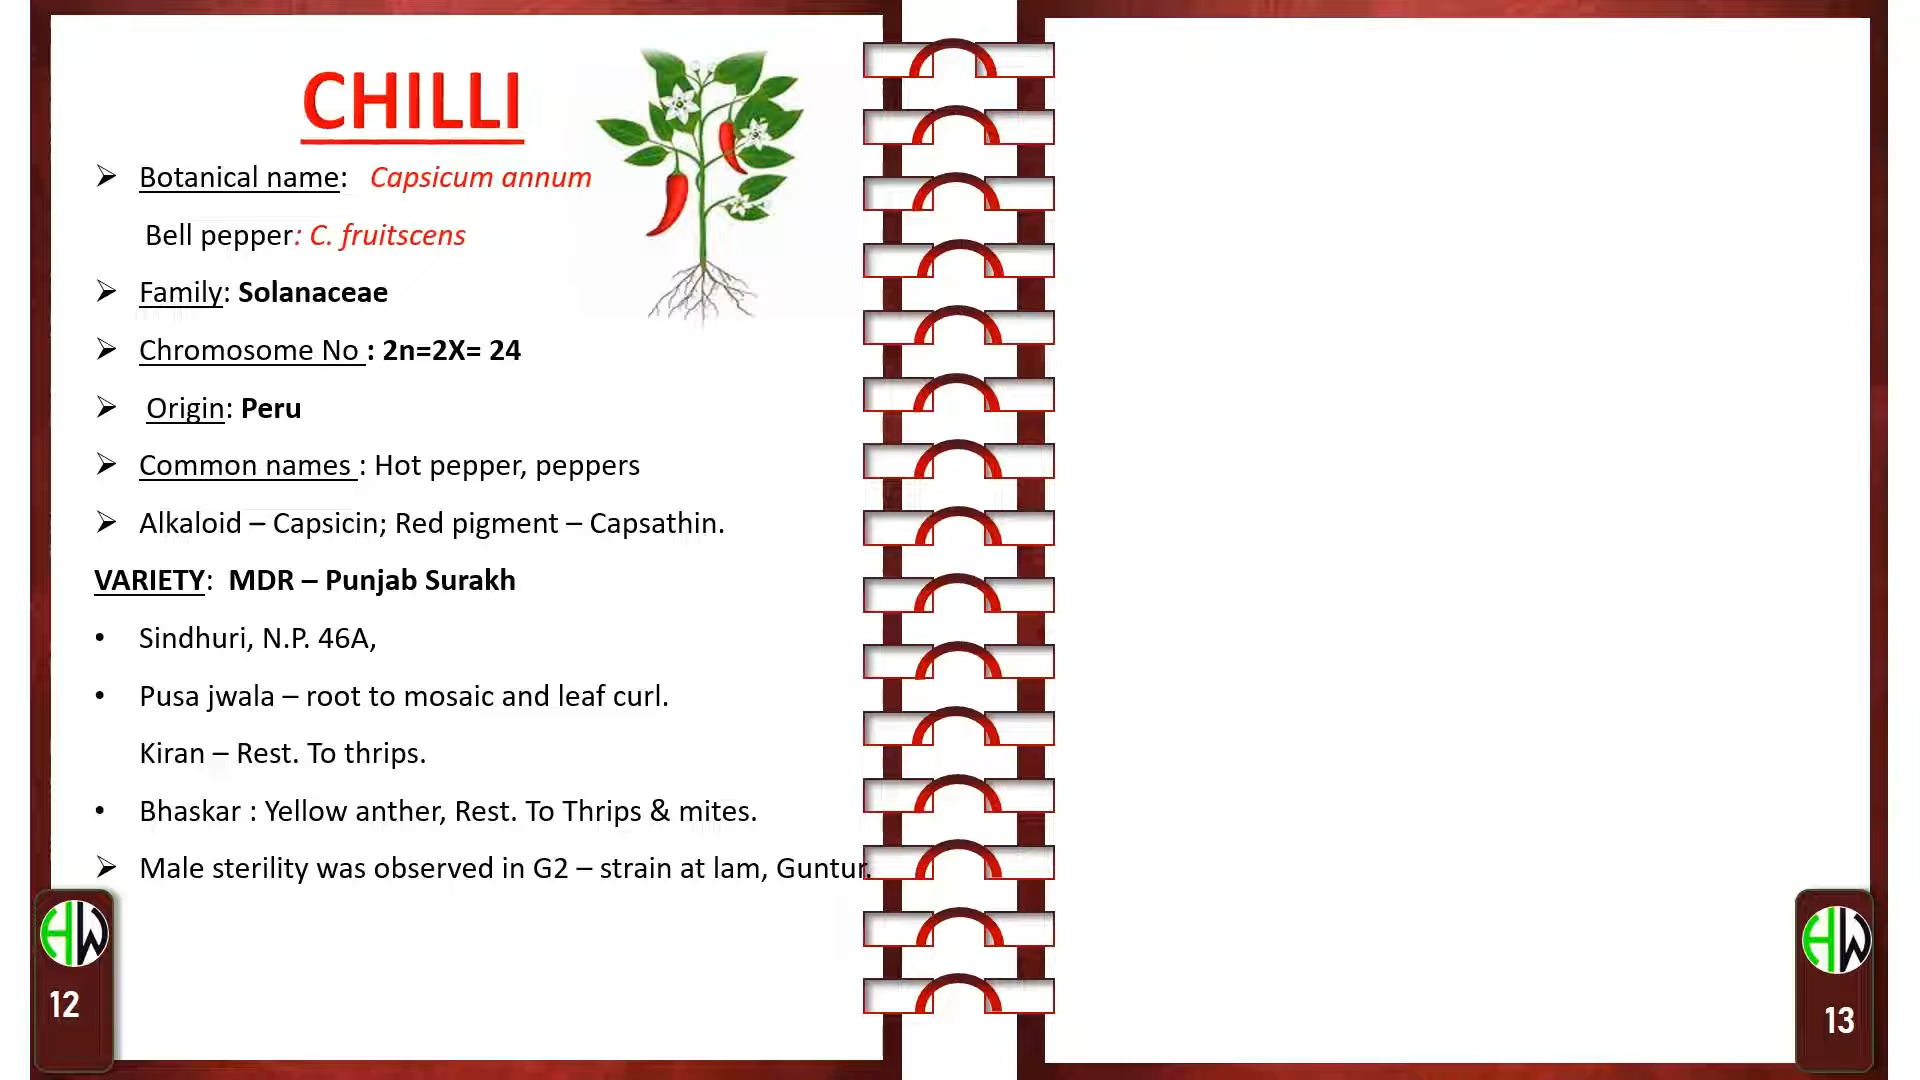 CHILLI
➢ Botanical name: Capsicum annum
Bell pepper: C. fruitscens
➢ Family: Solanaceae
➢ Chromosome No : 2n=2X= 24
➢ Origin: Peru
➢ Common names : Hot pepper, peppers
➢ Alkaloid – Capsicin; Red pigment – Capsathin.
VARIETY: MDR – Punjab Surakh
• Sindhuri, N.P. 46A,
• Pusa jwala – root to mosaic and leaf curl.
Kiran – Rest. To thrips.
• Bhaskar : Yellow anther, Rest. To Thrips & mites.
➢ Male sterility was observed in G2 – strain at lam, Guntur.
HW
12
HW
13